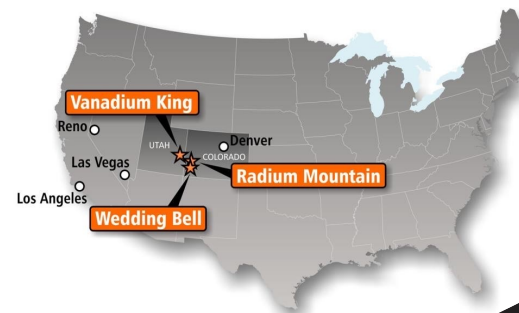 Vanadium King
Reno
UTAH
Denver
COLORADO
Las Vegas
Radium Mountain
Los Angeles
Wedding Bell